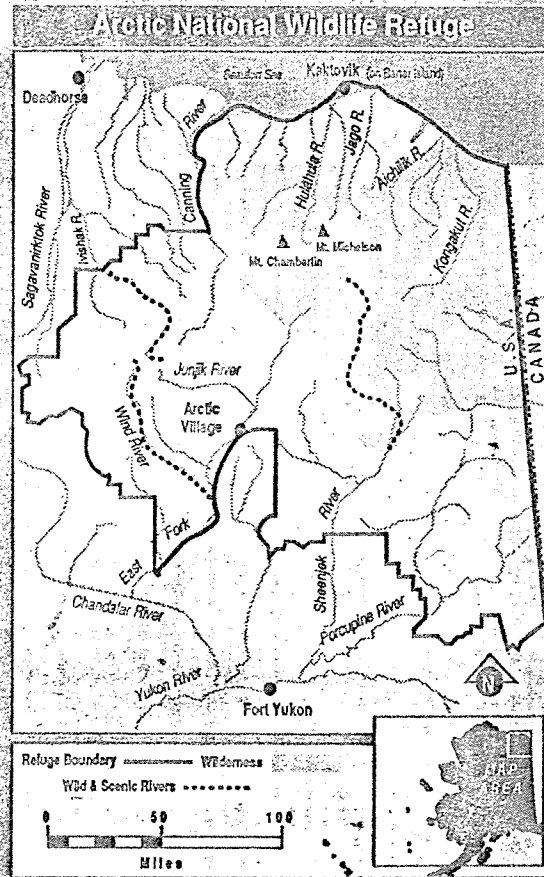 Arctic National Wildlife Refuge
Beaufort Sea
Kaktovik (on Barter Island)
Deadhorse
River
Canning
Hulahula R.
Jago R.
Aichilik R.
Kongakut R.
Sagavanirktok River
Ivishak R.
Mt. Michelson
Mt. Chamberlin
U. S. A.
CANADA
Junjik River
Arctic
Village
Wind River
River
Sheenjek
East
Fork
Chandalar River
Porcupine River
Yukon River
Fort Yukon
N
Refuge Boundary
Wilderness
Wild & Scenic Rivers
MAP
AREA
0 50 100
Miles